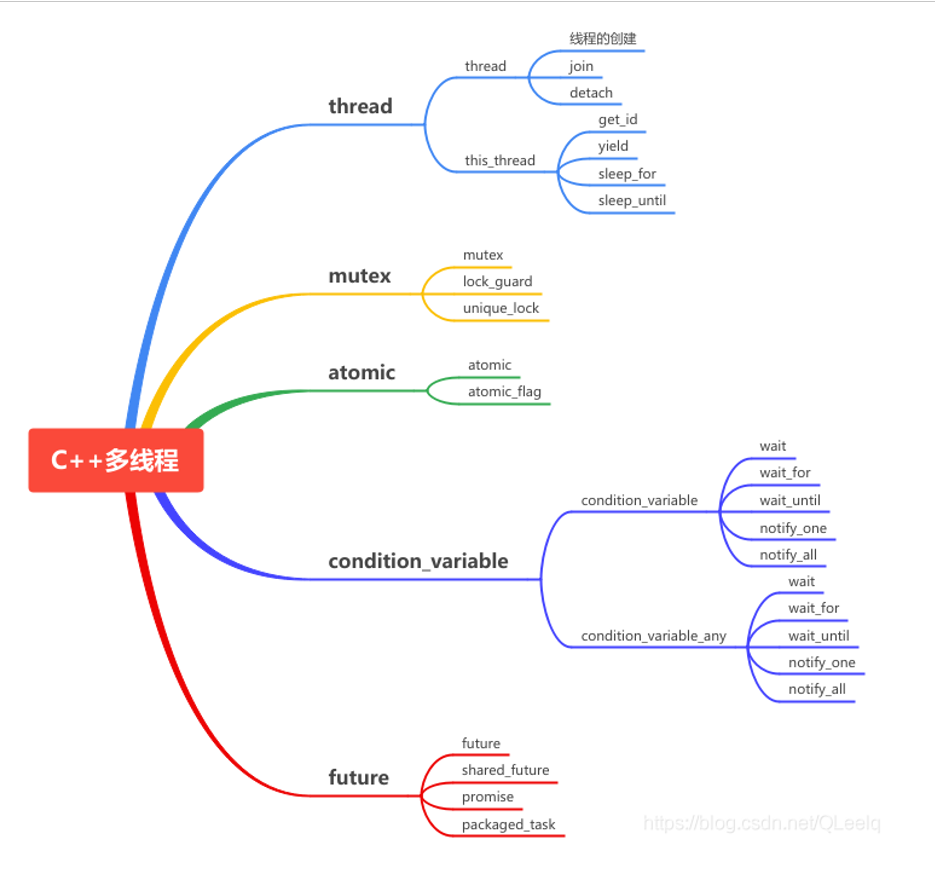 C++多线程
thread
thread
线程的创建
join
detach
this_thread
get_id
yield
sleep_for
sleep_until
mutex
mutex
lock_guard
unique_lock
atomic
atomic
atomic_flag
condition_variable
condition_variable
wait
wait_for
wait_until
notify_one
notify_all
condition_variable_any
wait
wait_for
wait_until
notify_one
notify_all
future
future
shared_future
promise
packaged_task
https://blog.csdn.net/QLeelq